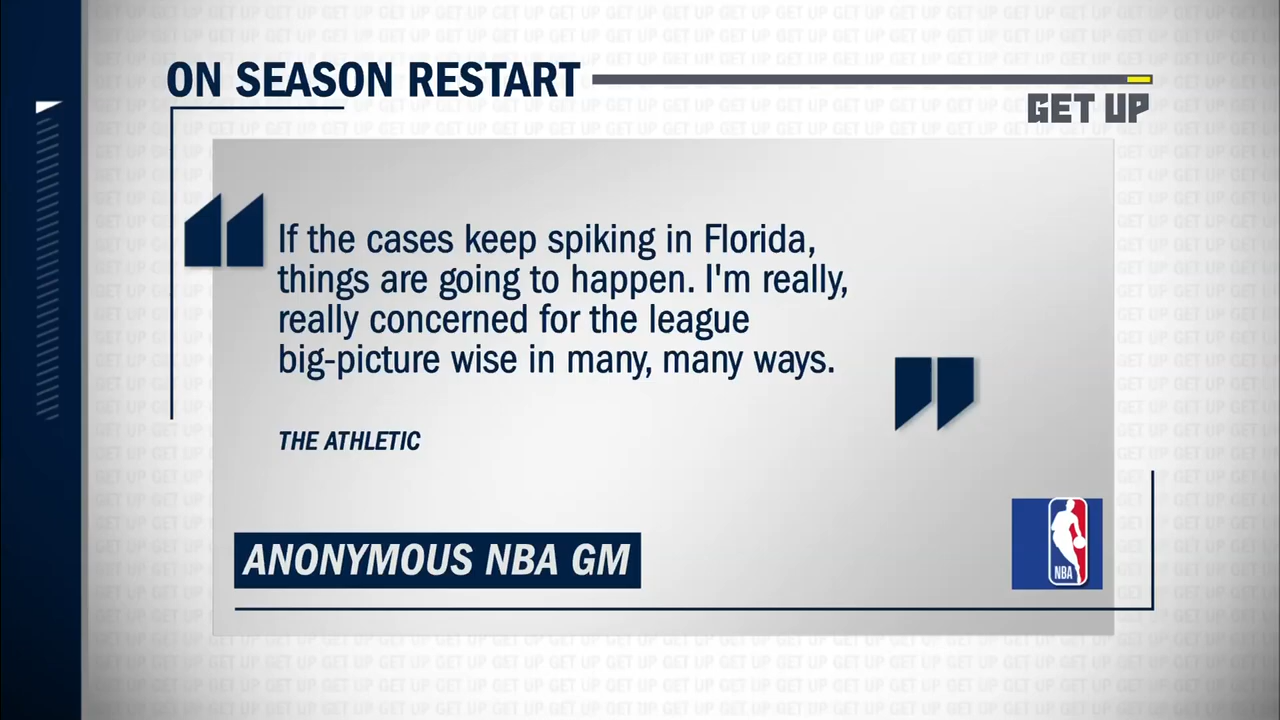 ON SEASON RESTART
GET UP
If the cases keep spiking in Florida,
things are going to happen. I'm really,
really concerned for the league
big-picture wise in many, many ways.
THE ATHLETIC
ANONYMOUS NBA GM
NBA